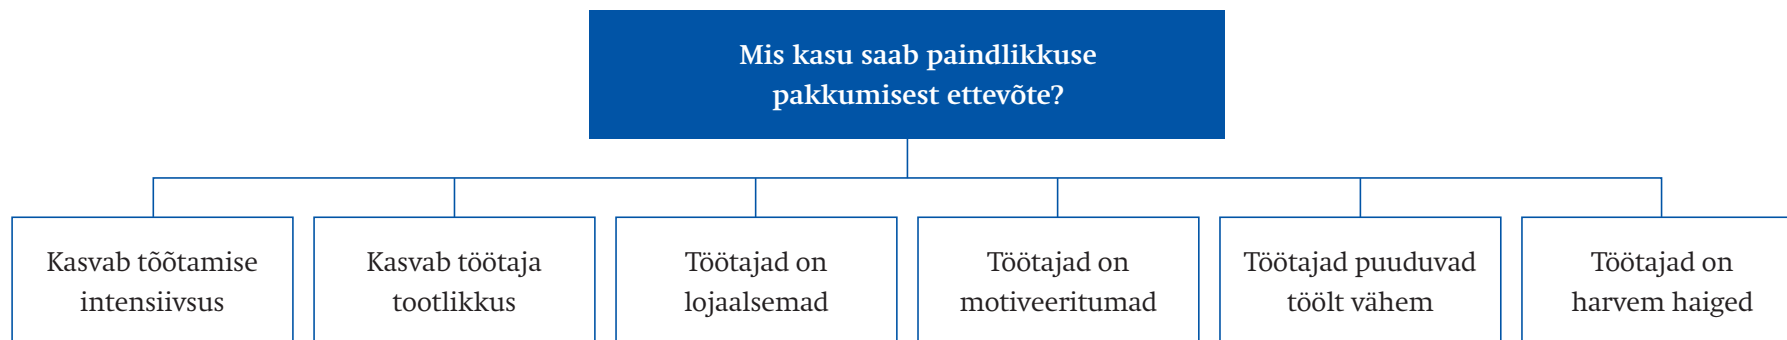 Mis kasu saab paindlikkuse
pakkumisest ettevõte?
Kasvab tõõtamise
intensiivsus
Kasvab töötaja
tootlikkus
Töötajad on
lojaalsemad
Töötajad on
motiveeritumad
Töötajad puuduvad
töölt vähem
Töötajad on
harvem haiged